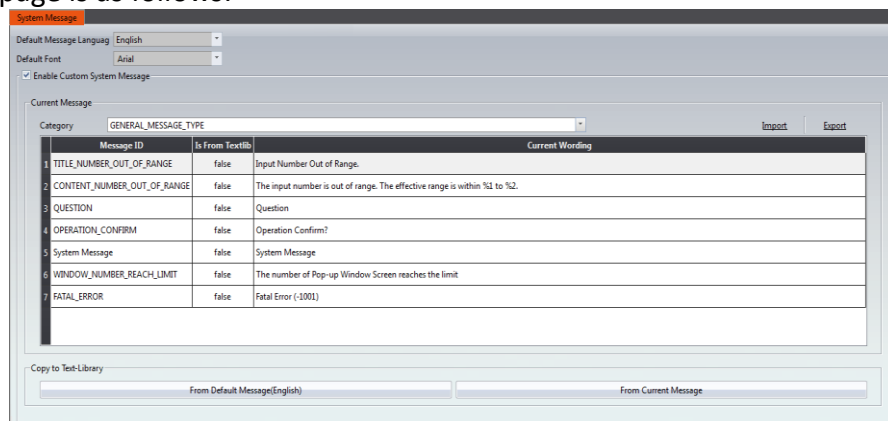 page is as follows:
System Message
Default Message Languag English
Default Font Arial
Enable Custom System Message
Current Message
Category GENERAL_MESSAGE_TYPE Import Export
Message ID Is From Textlib Current Wording
1 TITLE_NUMBER_OUT_OF_RANGE false Input Number Out of Range.
2 CONTENT_NUMBER_OUT_OF_RANGE false The input number is out of range. The effective range is within %1 to %2.
3 QUESTION false Question
4 OPERATION_CONFIRM false Operation Confirm?
5 System Message false System Message
6 WINDOW_NUMBER_REACH_LIMIT false The number of Pop-up Window Screen reaches the limit
7 FATAL_ERROR false Fatal Error (-1001)
Copy to Text-Library
From Default Message(English) From Current Message